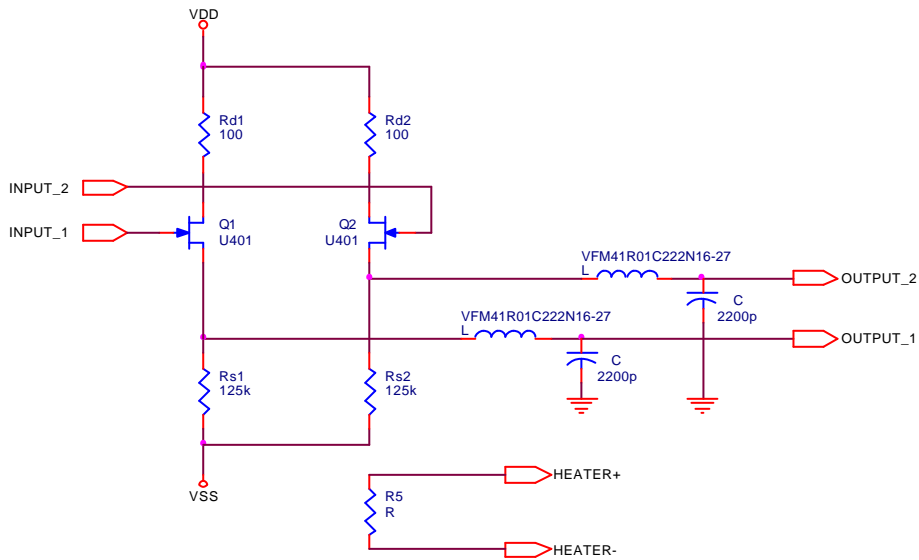 VDD
Rd1
100
Rd2
100
INPUT_2
INPUT_1
Q1
U401
Q2
U401
VFM41R01C222N16-27
L
OUTPUT_2
C
2200p
VFM41R01C222N16-27
L
OUTPUT_1
C
2200p
Rs1
125k
Rs2
125k
VSS
HEATER+
R5
R
HEATER-